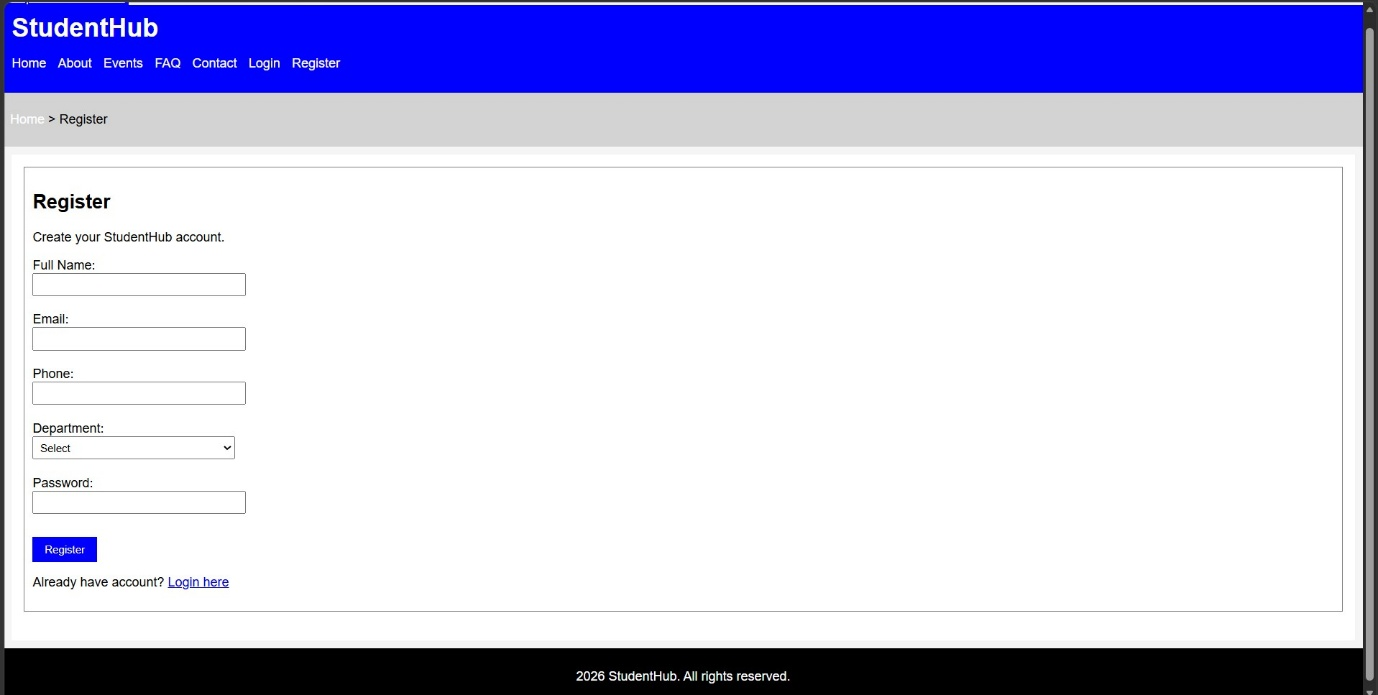 StudentHub
Home About Events FAQ Contact Login Register
Home > Register
Register
Create your StudentHub account.
Full Name:
Email:
Phone:
Department:
Select
Password:
Register
Already have account? Login here
2026 StudentHub. All rights reserved.